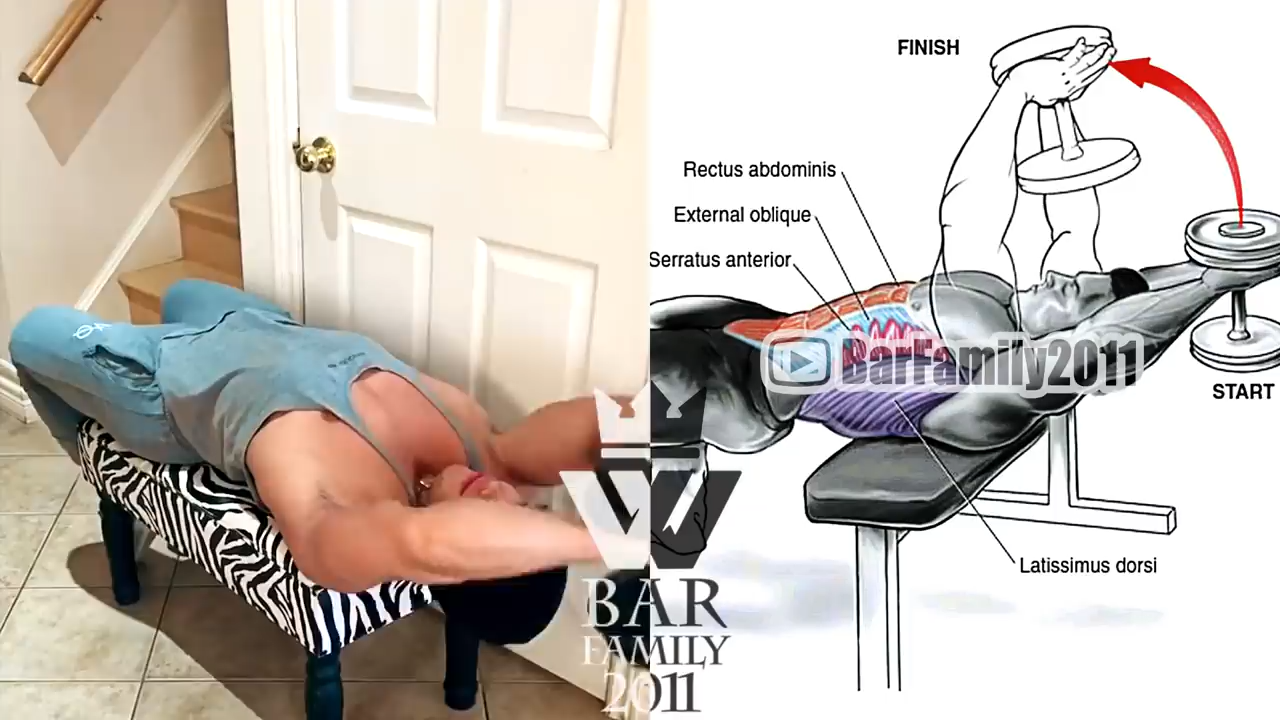 FINISH
Rectus abdominis
External oblique
Serratus anterior
BarFamily2011
START
Latissimus dorsi
BAR
FAMILY
2011